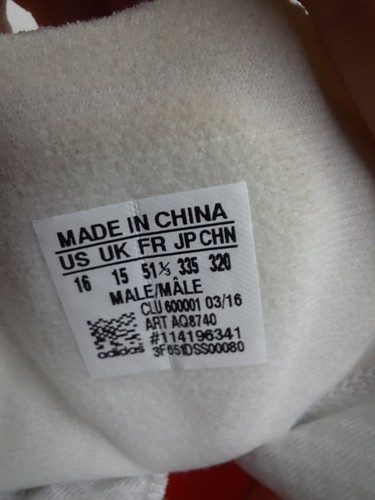 MADE IN CHINA
US UK FR JP CHN
16 15 51⅓ 335 320
MALE/MÂLE
CLU 600001 03/16
ART AQ8740
#114196341
3F651DSS00080
adidas